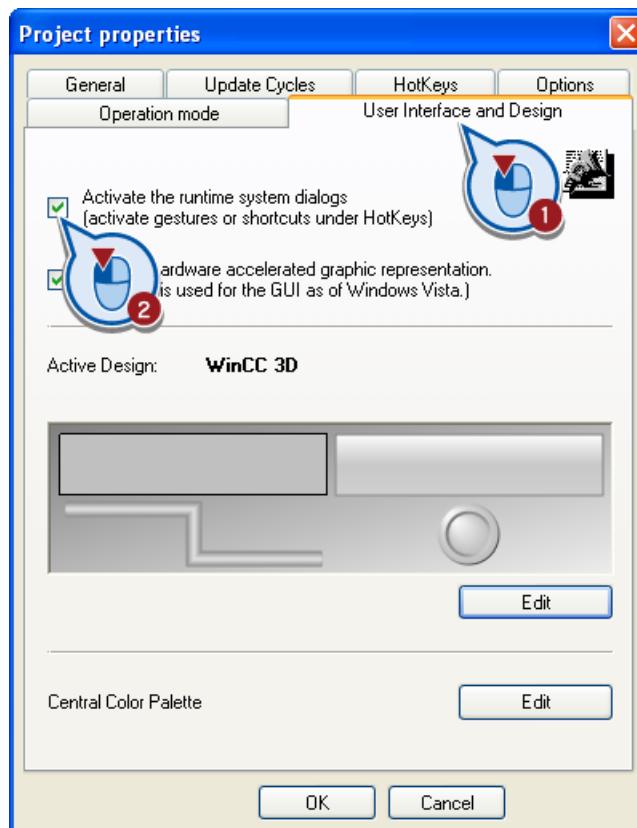 Project properties
General
Update Cycles
HotKeys
Options
Operation mode
User Interface and Design
1
Activate the runtime system dialogs
(activate gestures or shortcuts under HotKeys)
ardware accelerated graphic representation.
is used for the GUI as of Windows Vista.)
2
Active Design: WinCC 3D
Edit
Central Color Palette
Edit
OK
Cancel